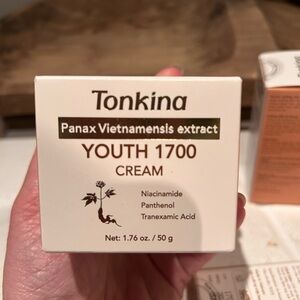 Tonkina
Panax Vietnamensis extract
YOUTH 1700
CREAM
Niacinamide
Panthenol
Tranexamic Acid
Net: 1.76 oz. / 50 g